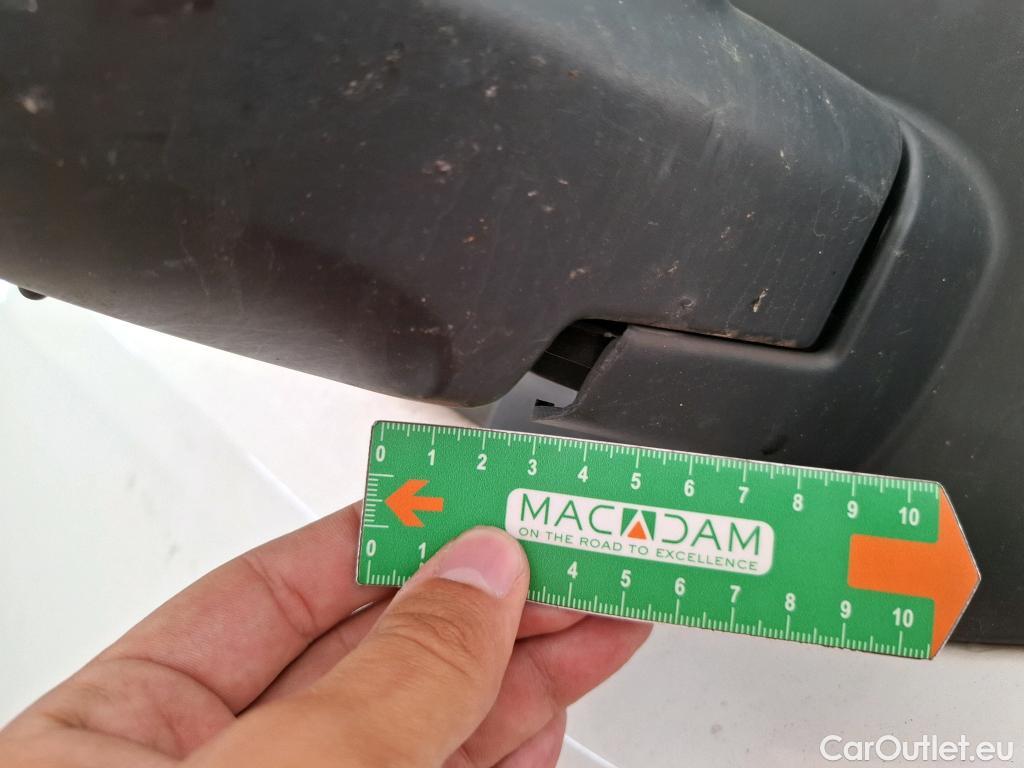 0 1 2 3 4 5 6 7 8 9 10
MACADAM
ON THE ROAD TO EXCELLENCE
0 1 4 5 6 7 8 9 10
CarOutlet.eu